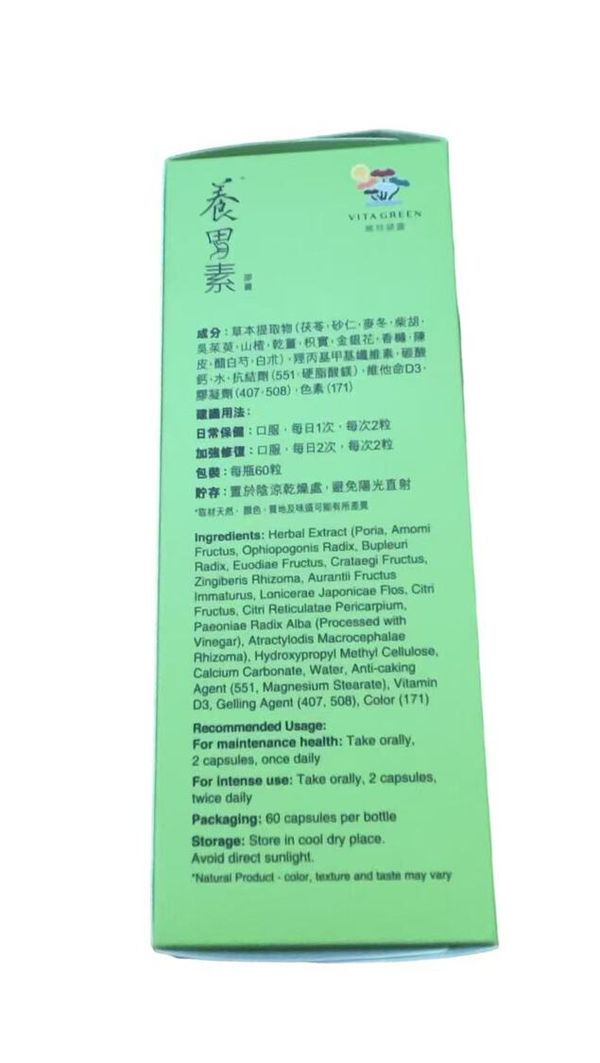 養胃素
膠囊
VITA GREEN
維特健靈
成分：草本提取物（茯苓‧砂仁‧麥冬‧柴胡‧
吳茱萸‧山楂‧乾薑‧枳實‧金銀花‧香櫞‧陳
皮‧醋白芍‧白朮）‧羥丙基甲基纖維素‧碳酸
鈣‧水‧抗結劑（551‧硬脂酸鎂）‧維他命D3‧
膠凝劑（407‧508）‧色素（171）
建議用法：
日常保健：口服‧每日1次‧每次2粒
加強修復：口服‧每日2次‧每次2粒
包裝：每瓶60粒
貯存：置於陰涼乾燥處，避免陽光直射
*取材天然‧顏色‧質地及味道可能有所差異
Ingredients: Herbal Extract (Poria, Amomi
Fructus, Ophiopogonis Radix, Bupleuri
Radix, Euodiae Fructus, Crataegi Fructus,
Zingiberis Rhizoma, Aurantii Fructus
Immaturus, Lonicerae Japonicae Flos, Citri
Fructus, Citri Reticulatae Pericarpium,
Paeoniae Radix Alba (Processed with
Vinegar), Atractylodis Macrocephalae
Rhizoma), Hydroxypropyl Methyl Cellulose,
Calcium Carbonate, Water, Anti-caking
Agent (551, Magnesium Stearate), Vitamin
D3, Gelling Agent (407, 508), Color (171)
Recommended Usage:
For maintenance health: Take orally,
2 capsules, once daily
For intense use: Take orally, 2 capsules,
twice daily
Packaging: 60 capsules per bottle
Storage: Store in cool dry place.
Avoid direct sunlight.
*Natural Product - color, texture and taste may vary